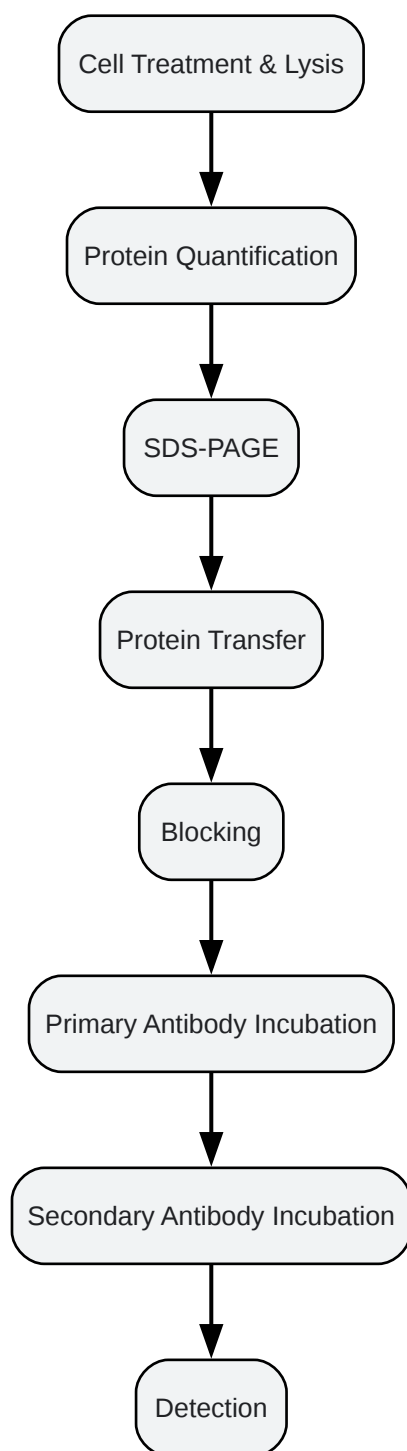 Cell Treatment & Lysis
Protein Quantification
SDS-PAGE
Protein Transfer
Blocking
Primary Antibody Incubation
Secondary Antibody Incubation
Detection